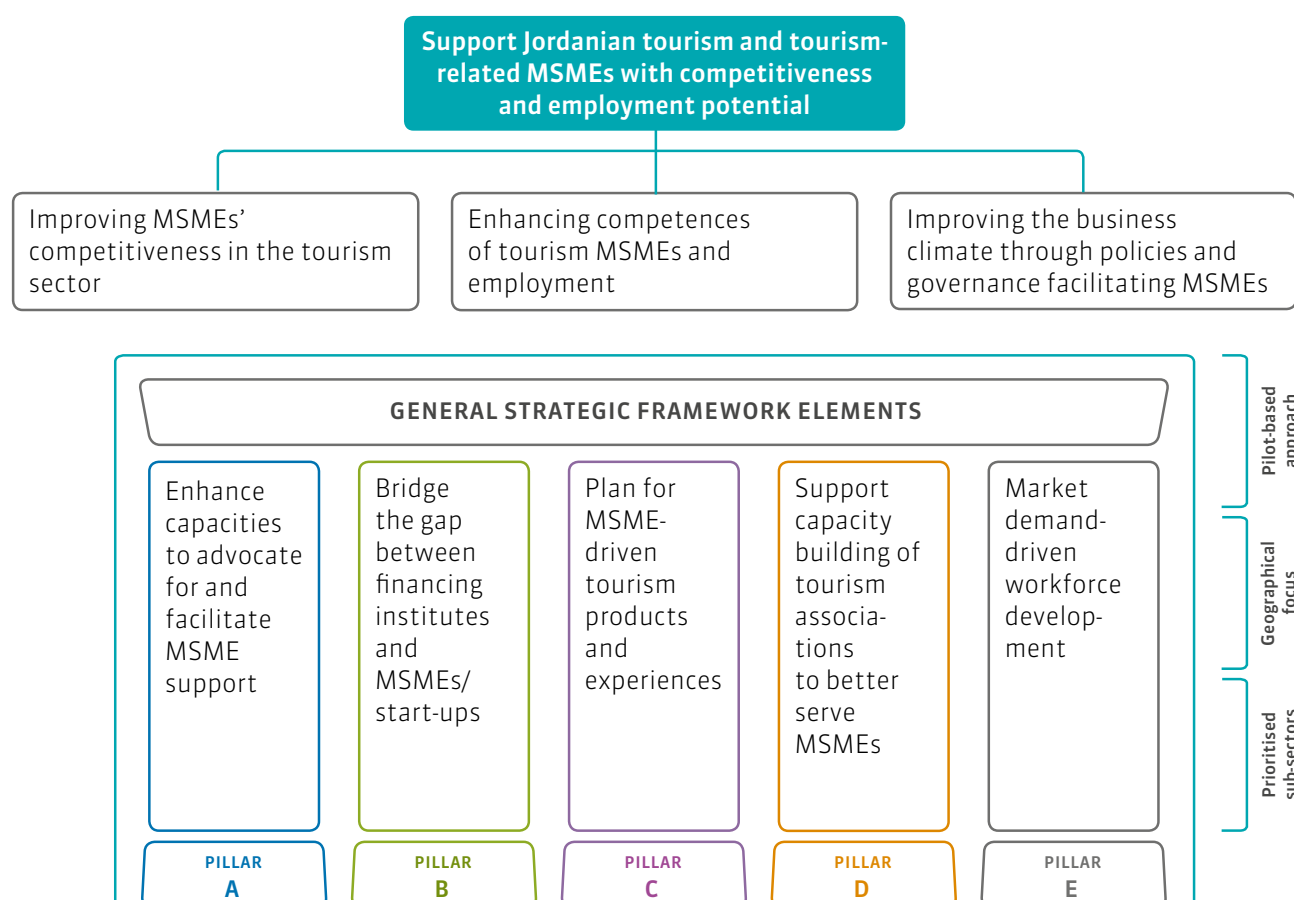 Support Jordanian tourism and tourism-
related MSMEs with competitiveness
and employment potential
Improving MSMEs'
competitiveness in the tourism
sector
Enhancing competences
of tourism MSMEs and
employment
Improving the business
climate through policies and
governance facilitating MSMEs
GENERAL STRATEGIC FRAMEWORK ELEMENTS
Enhance
capacities
to advocate
for and
facilitate
MSME
support
Bridge
the gap
between
financing
institutes
and
MSMEs/
start-ups
Plan for
MSME-
driven
tourism
products
and
experiences
Support
capacity
building of
tourism
associa-
tions
to better
serve
MSMEs
Market
demand-
driven
workforce
develop-
ment
PILLAR
A
PILLAR
B
PILLAR
C
PILLAR
D
PILLAR
E
Pilot-based
approach
Geographical
focus
Prioritised
sub-sectors